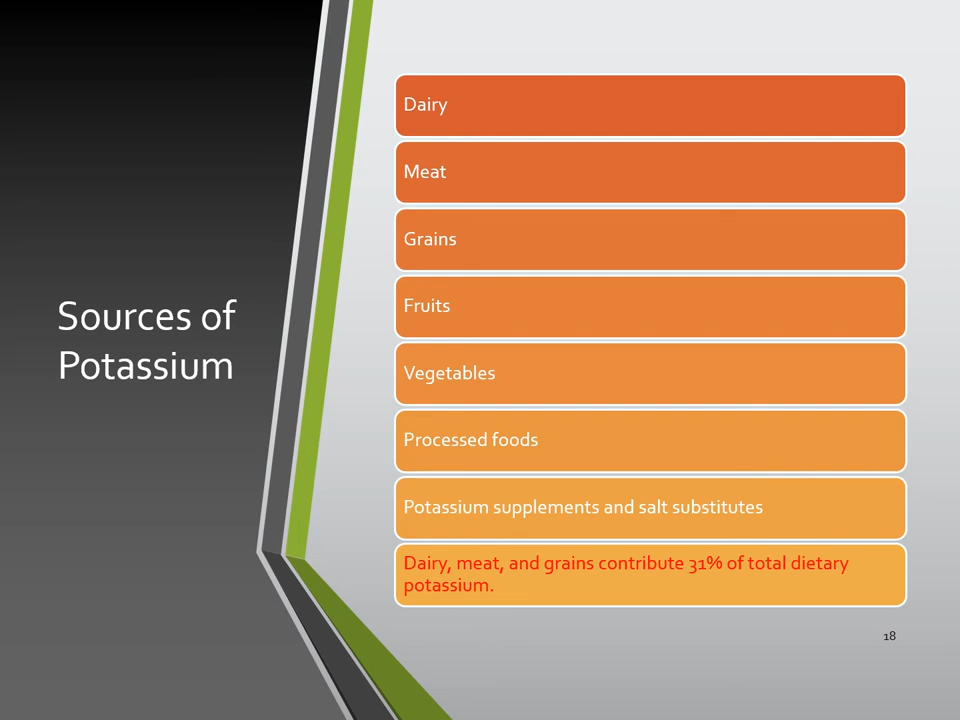 Sources of
Potassium
Dairy
Meat
Grains
Fruits
Vegetables
Processed foods
Potassium supplements and salt substitutes
Dairy, meat, and grains contribute 31% of total dietary
potassium.
18